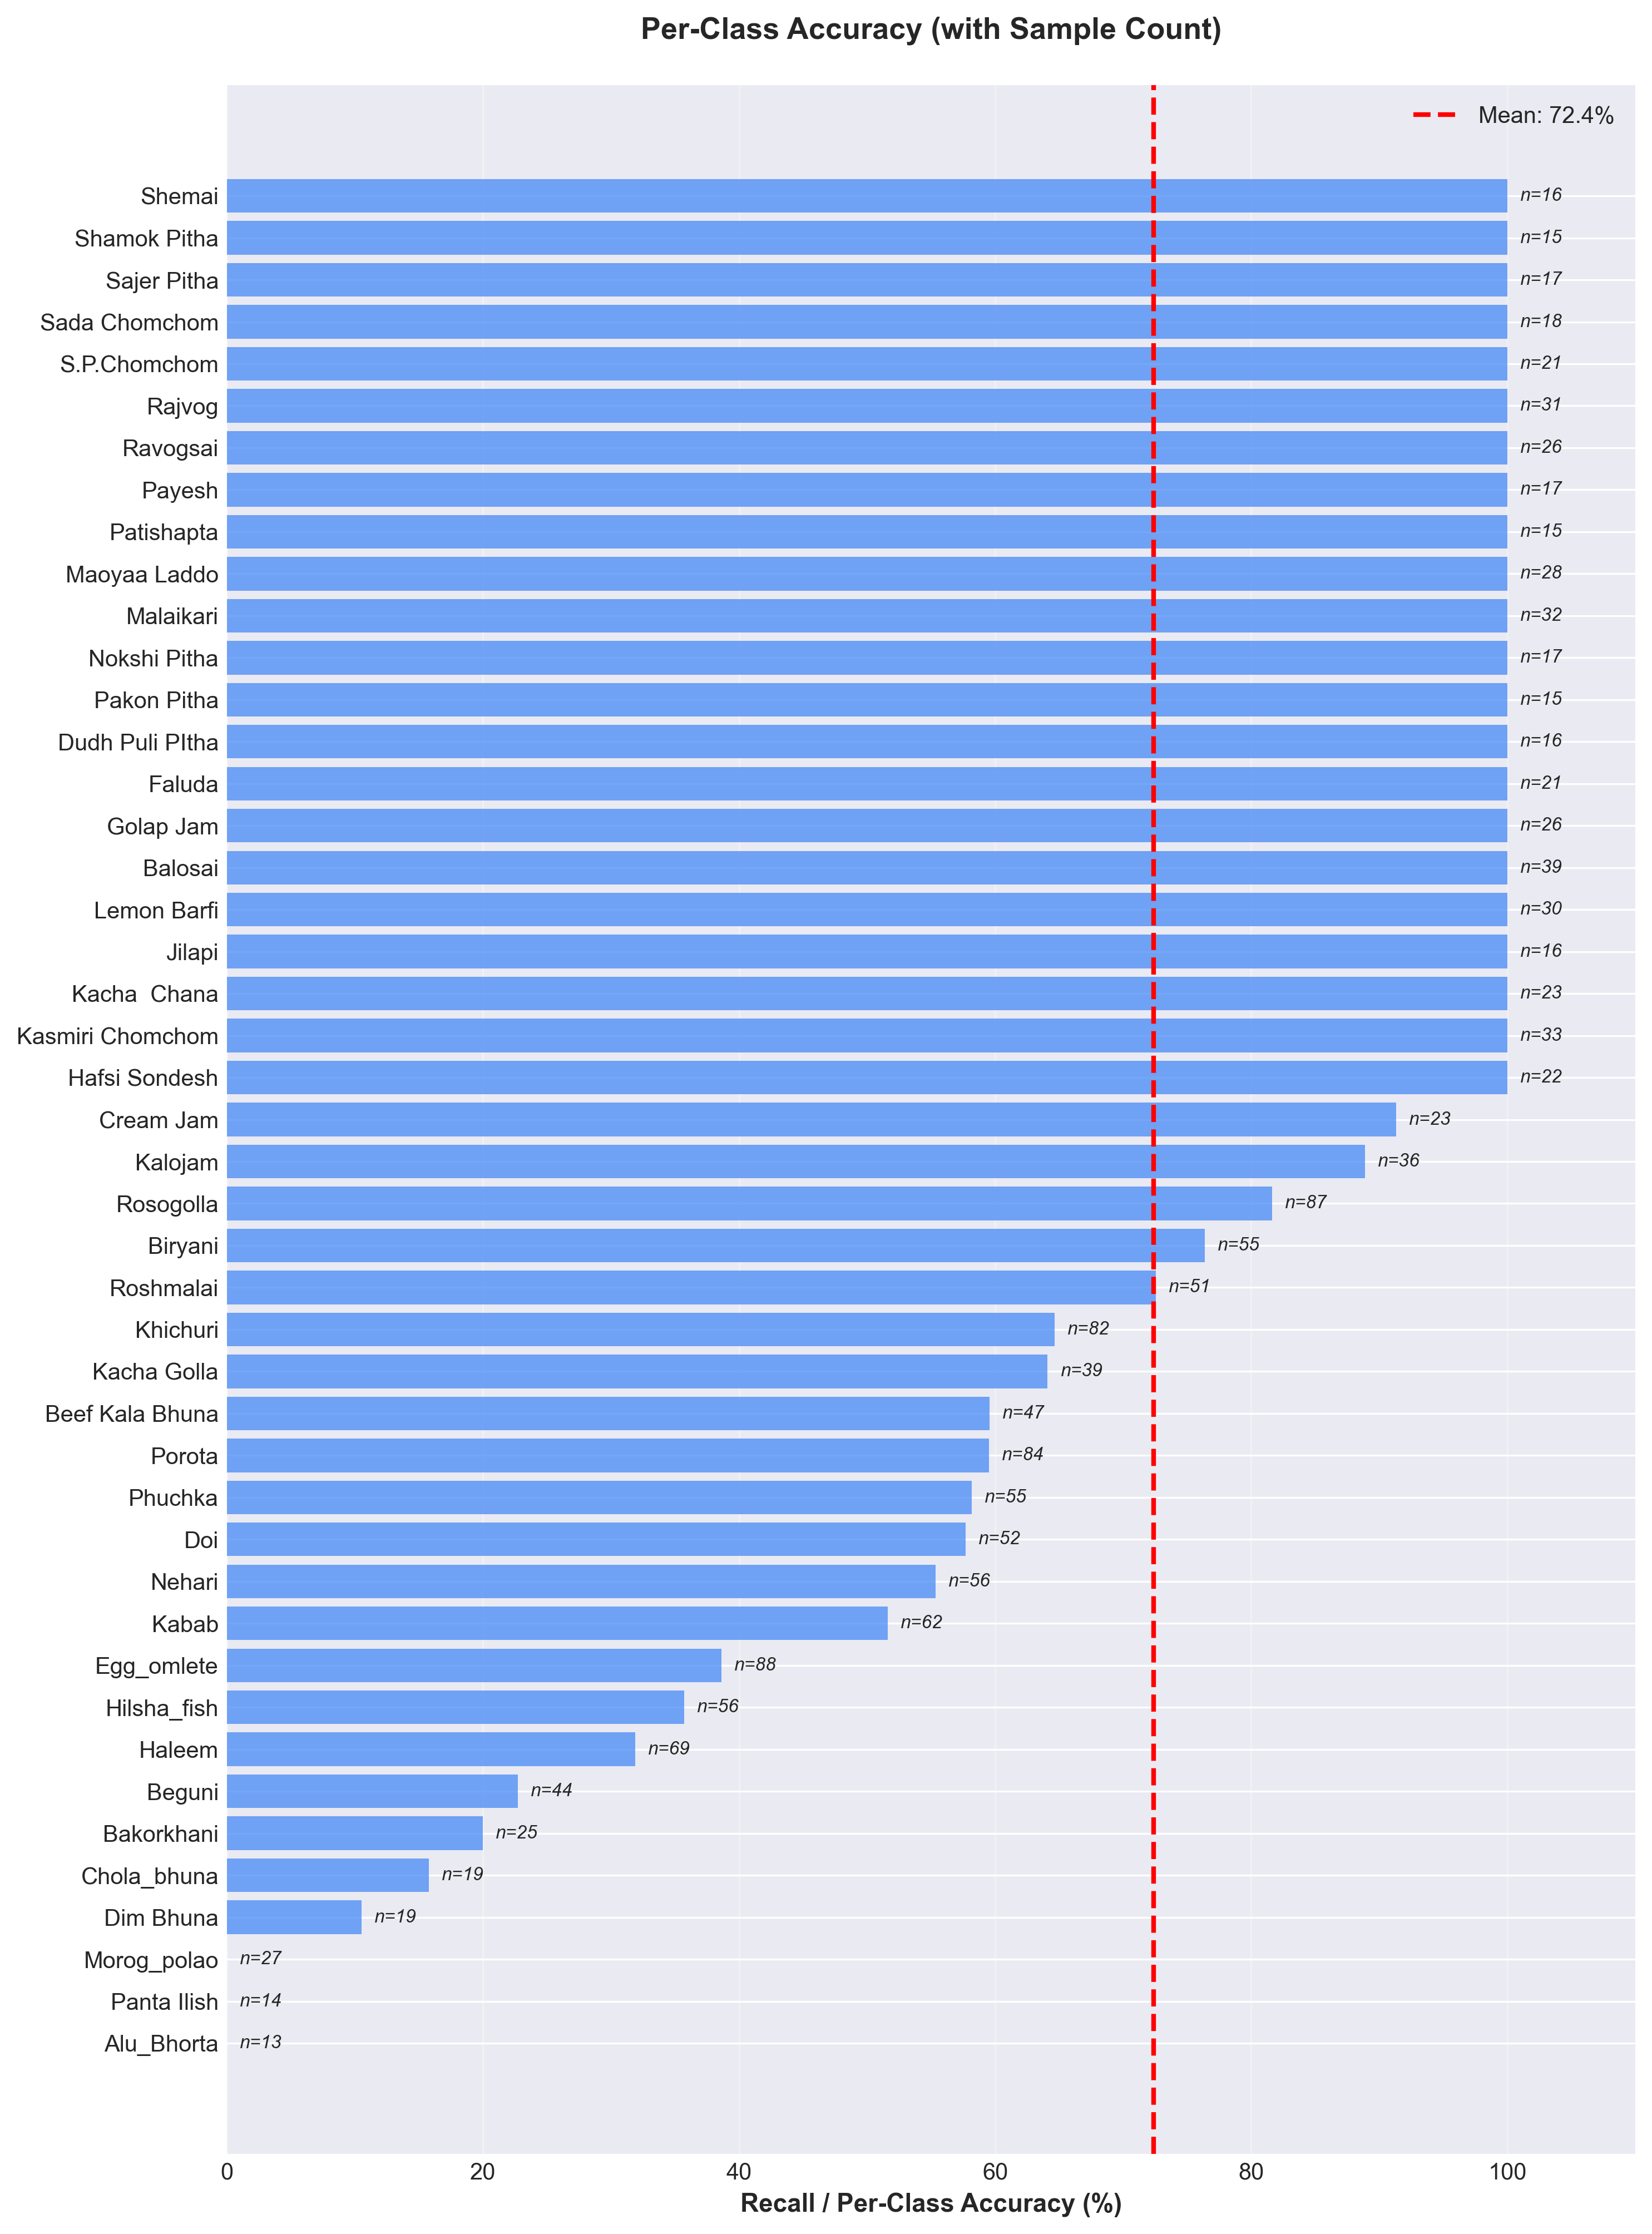 Per-Class Accuracy (with Sample Count)
Mean: 72.4%
Shemai n=16
Shamok Pitha n=15
Sajer Pitha n=17
Sada Chomchom n=18
S.P.Chomchom n=21
Rajvog n=31
Ravogsai n=26
Payesh n=17
Patishapta n=15
Maoyaa Laddo n=28
Malaikari n=32
Nokshi Pitha n=17
Pakon Pitha n=15
Dudh Puli PItha n=16
Faluda n=21
Golap Jam n=26
Balosai n=39
Lemon Barfi n=30
Jilapi n=16
Kacha  Chana n=23
Kasmiri Chomchom n=33
Hafsi Sondesh n=22
Cream Jam n=23
Kalojam n=36
Rosogolla n=87
Biryani n=55
Roshmalai n=51
Khichuri n=82
Kacha Golla n=39
Beef Kala Bhuna n=47
Porota n=84
Phuchka n=55
Doi n=52
Nehari n=56
Kabab n=62
Egg_omlete n=88
Hilsha_fish n=56
Haleem n=69
Beguni n=44
Bakorkhani n=25
Chola_bhuna n=19
Dim Bhuna n=19
Morog_polao n=27
Panta Ilish n=14
Alu_Bhorta n=13
0 20 40 60 80 100
Recall / Per-Class Accuracy (%)